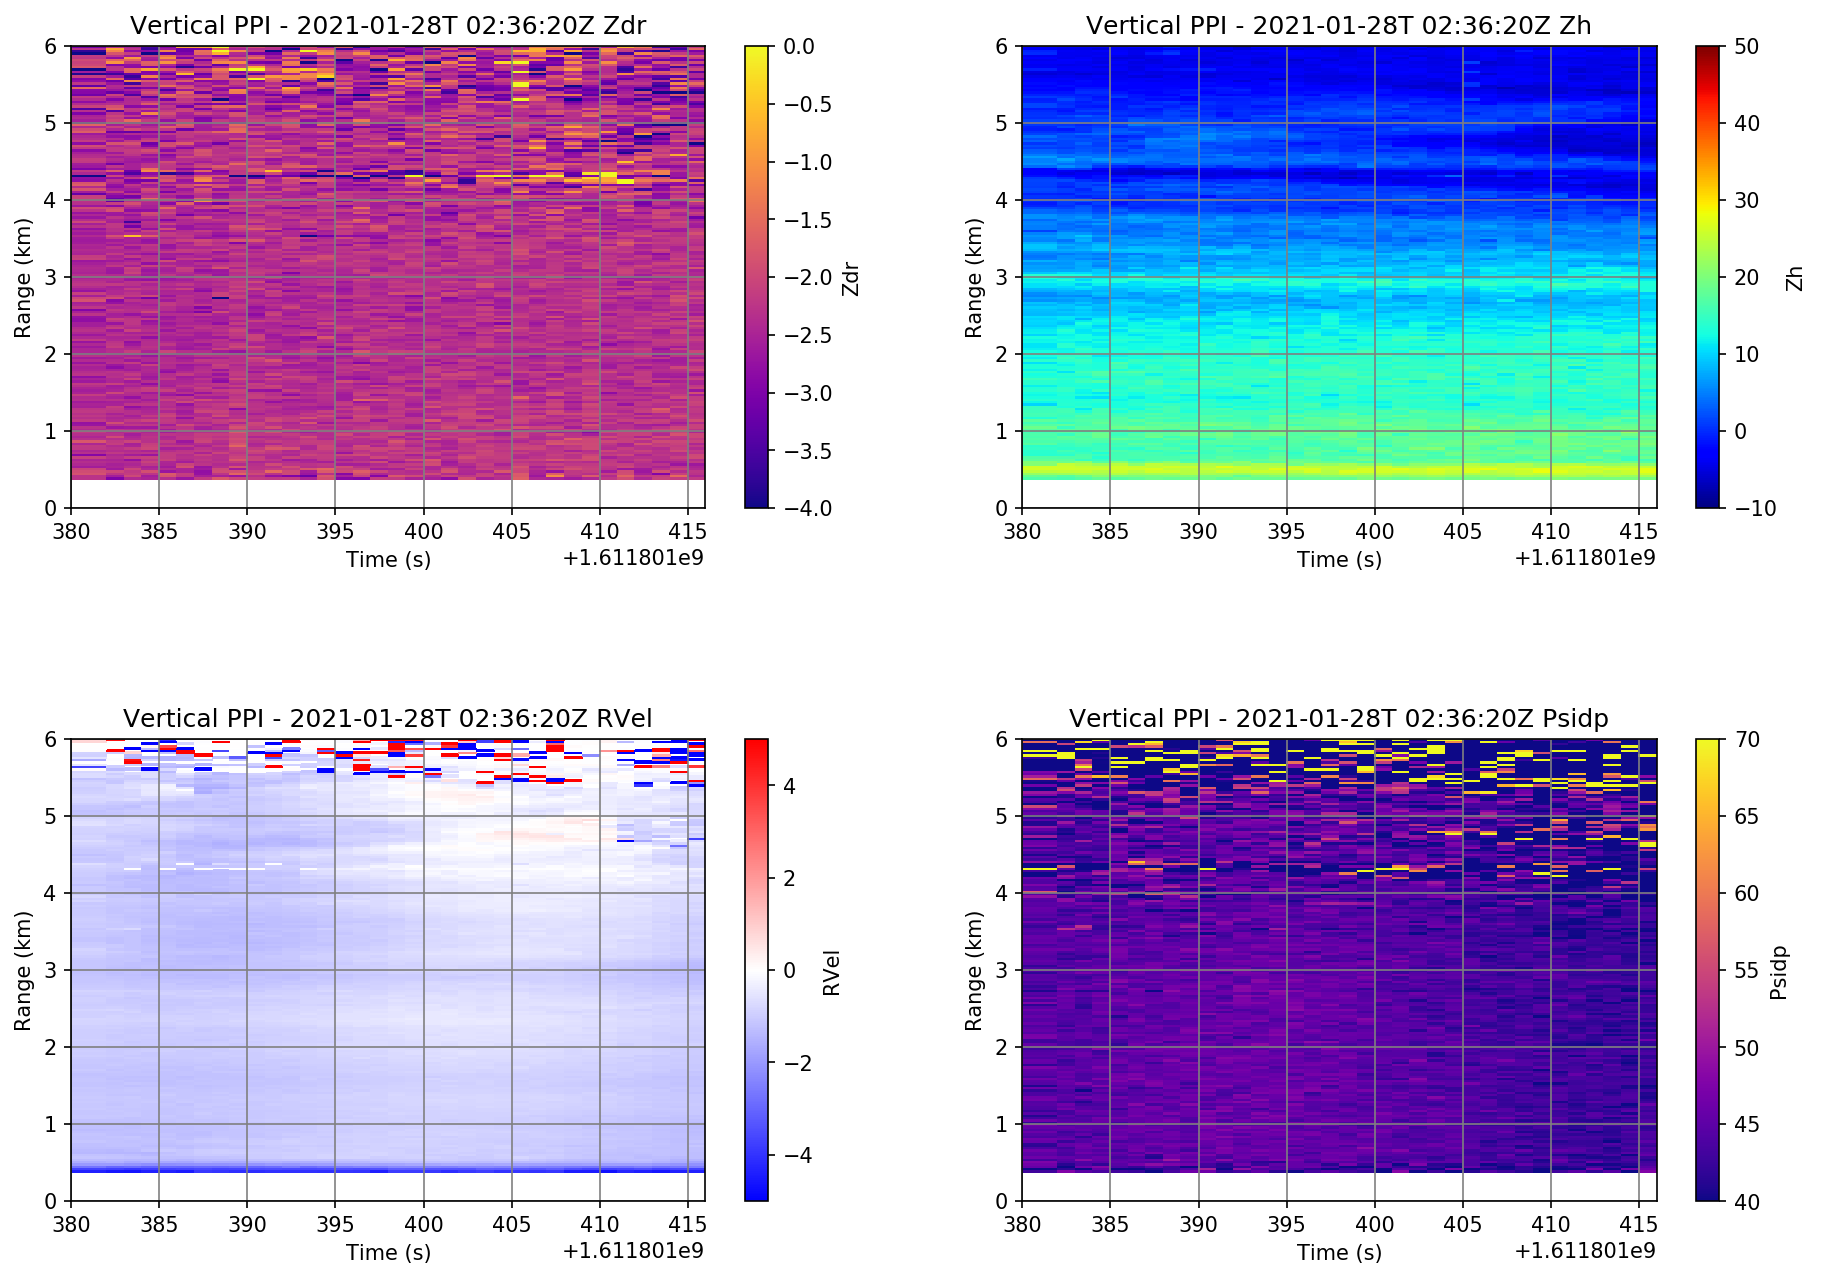 Vertical PPI - 2021-01-28T 02:36:20Z Zdr
6
5
4
3
2
1
0
Range (km)
380 385 390 395 400 405 410 415
Time (s)
+1.611801e9
0.0
−0.5
−1.0
−1.5
−2.0
−2.5
−3.0
−3.5
−4.0
Zdr
Vertical PPI - 2021-01-28T 02:36:20Z Zh
6
5
4
3
2
1
0
Range (km)
380 385 390 395 400 405 410 415
Time (s)
+1.611801e9
50
40
30
20
10
0
−10
Zh
Vertical PPI - 2021-01-28T 02:36:20Z RVel
6
5
4
3
2
1
0
Range (km)
380 385 390 395 400 405 410 415
Time (s)
+1.611801e9
4
2
0
−2
−4
RVel
Vertical PPI - 2021-01-28T 02:36:20Z Psidp
6
5
4
3
2
1
0
Range (km)
380 385 390 395 400 405 410 415
Time (s)
+1.611801e9
70
65
60
55
50
45
40
Psidp